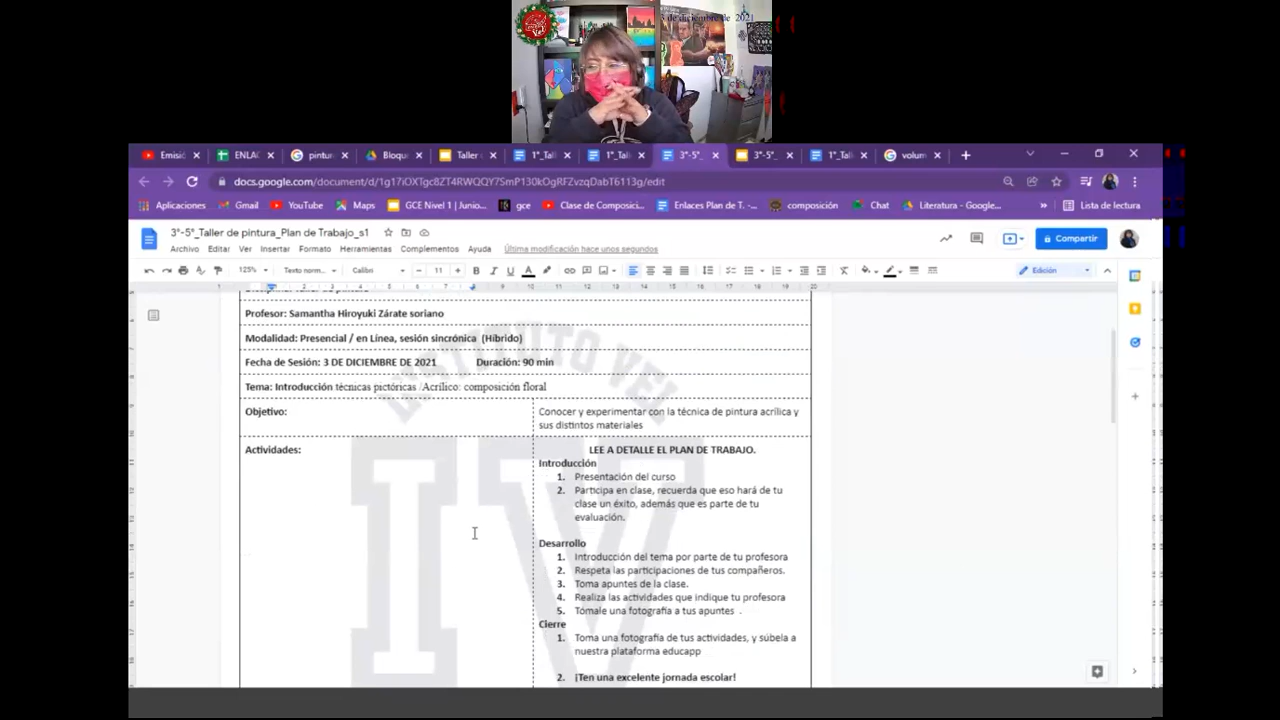 3 de diciembre de 2021
Emisió
ENLAC
pintur
Bloqu
Taller c
1°_Tall
1°_Tall
3°-5°_
3°-5°_
1°_Tall
volum
docs.google.com/document/d/1g17iOXTgc8ZT4RWQQY7SmP130kOgRFZvzqDabT6113g/edit
Aplicaciones
Gmail
YouTube
Maps
GCE Nivel 1 | Junio...
gce
Clase de Composici...
Enlaces Plan de T. -...
composición
Chat
Literatura - Google...
»
Lista de lectura
3°-5°_Taller de pintura_Plan de Trabajo_s1
Archivo Editar Ver Insertar Formato Herramientas Complementos Ayuda Última modificación hace unos segundos
Compartir
125% Texto norm... Calibri 11 Edición
Profesor: Samantha Hiroyuki Zárate soriano
Modalidad: Presencial / en Línea, sesión sincrónica (Híbrido)
Fecha de Sesión: 3 DE DICIEMBRE DE 2021 Duración: 90 min
Tema: Introducción técnicas pictóricas /Acrílico: composición floral
Objetivo:
Conocer y experimentar con la técnica de pintura acrílica y
sus distintos materiales
Actividades:
LEE A DETALLE EL PLAN DE TRABAJO.
Introducción
1. Presentación del curso
2. Participa en clase, recuerda que eso hará de tu
clase un éxito, además que es parte de tu
evaluación.
Desarrollo
1. Introducción del tema por parte de tu profesora
2. Respeta las participaciones de tus compañeros.
3. Toma apuntes de la clase.
4. Realiza las actividades que indique tu profesora
5. Tómale una fotografía a tus apuntes .
Cierre
1. Toma una fotografía de tus actividades, y súbela a
nuestra plataforma educapp
2. ¡Ten una excelente jornada escolar!
INSTITUTO VEL
IV